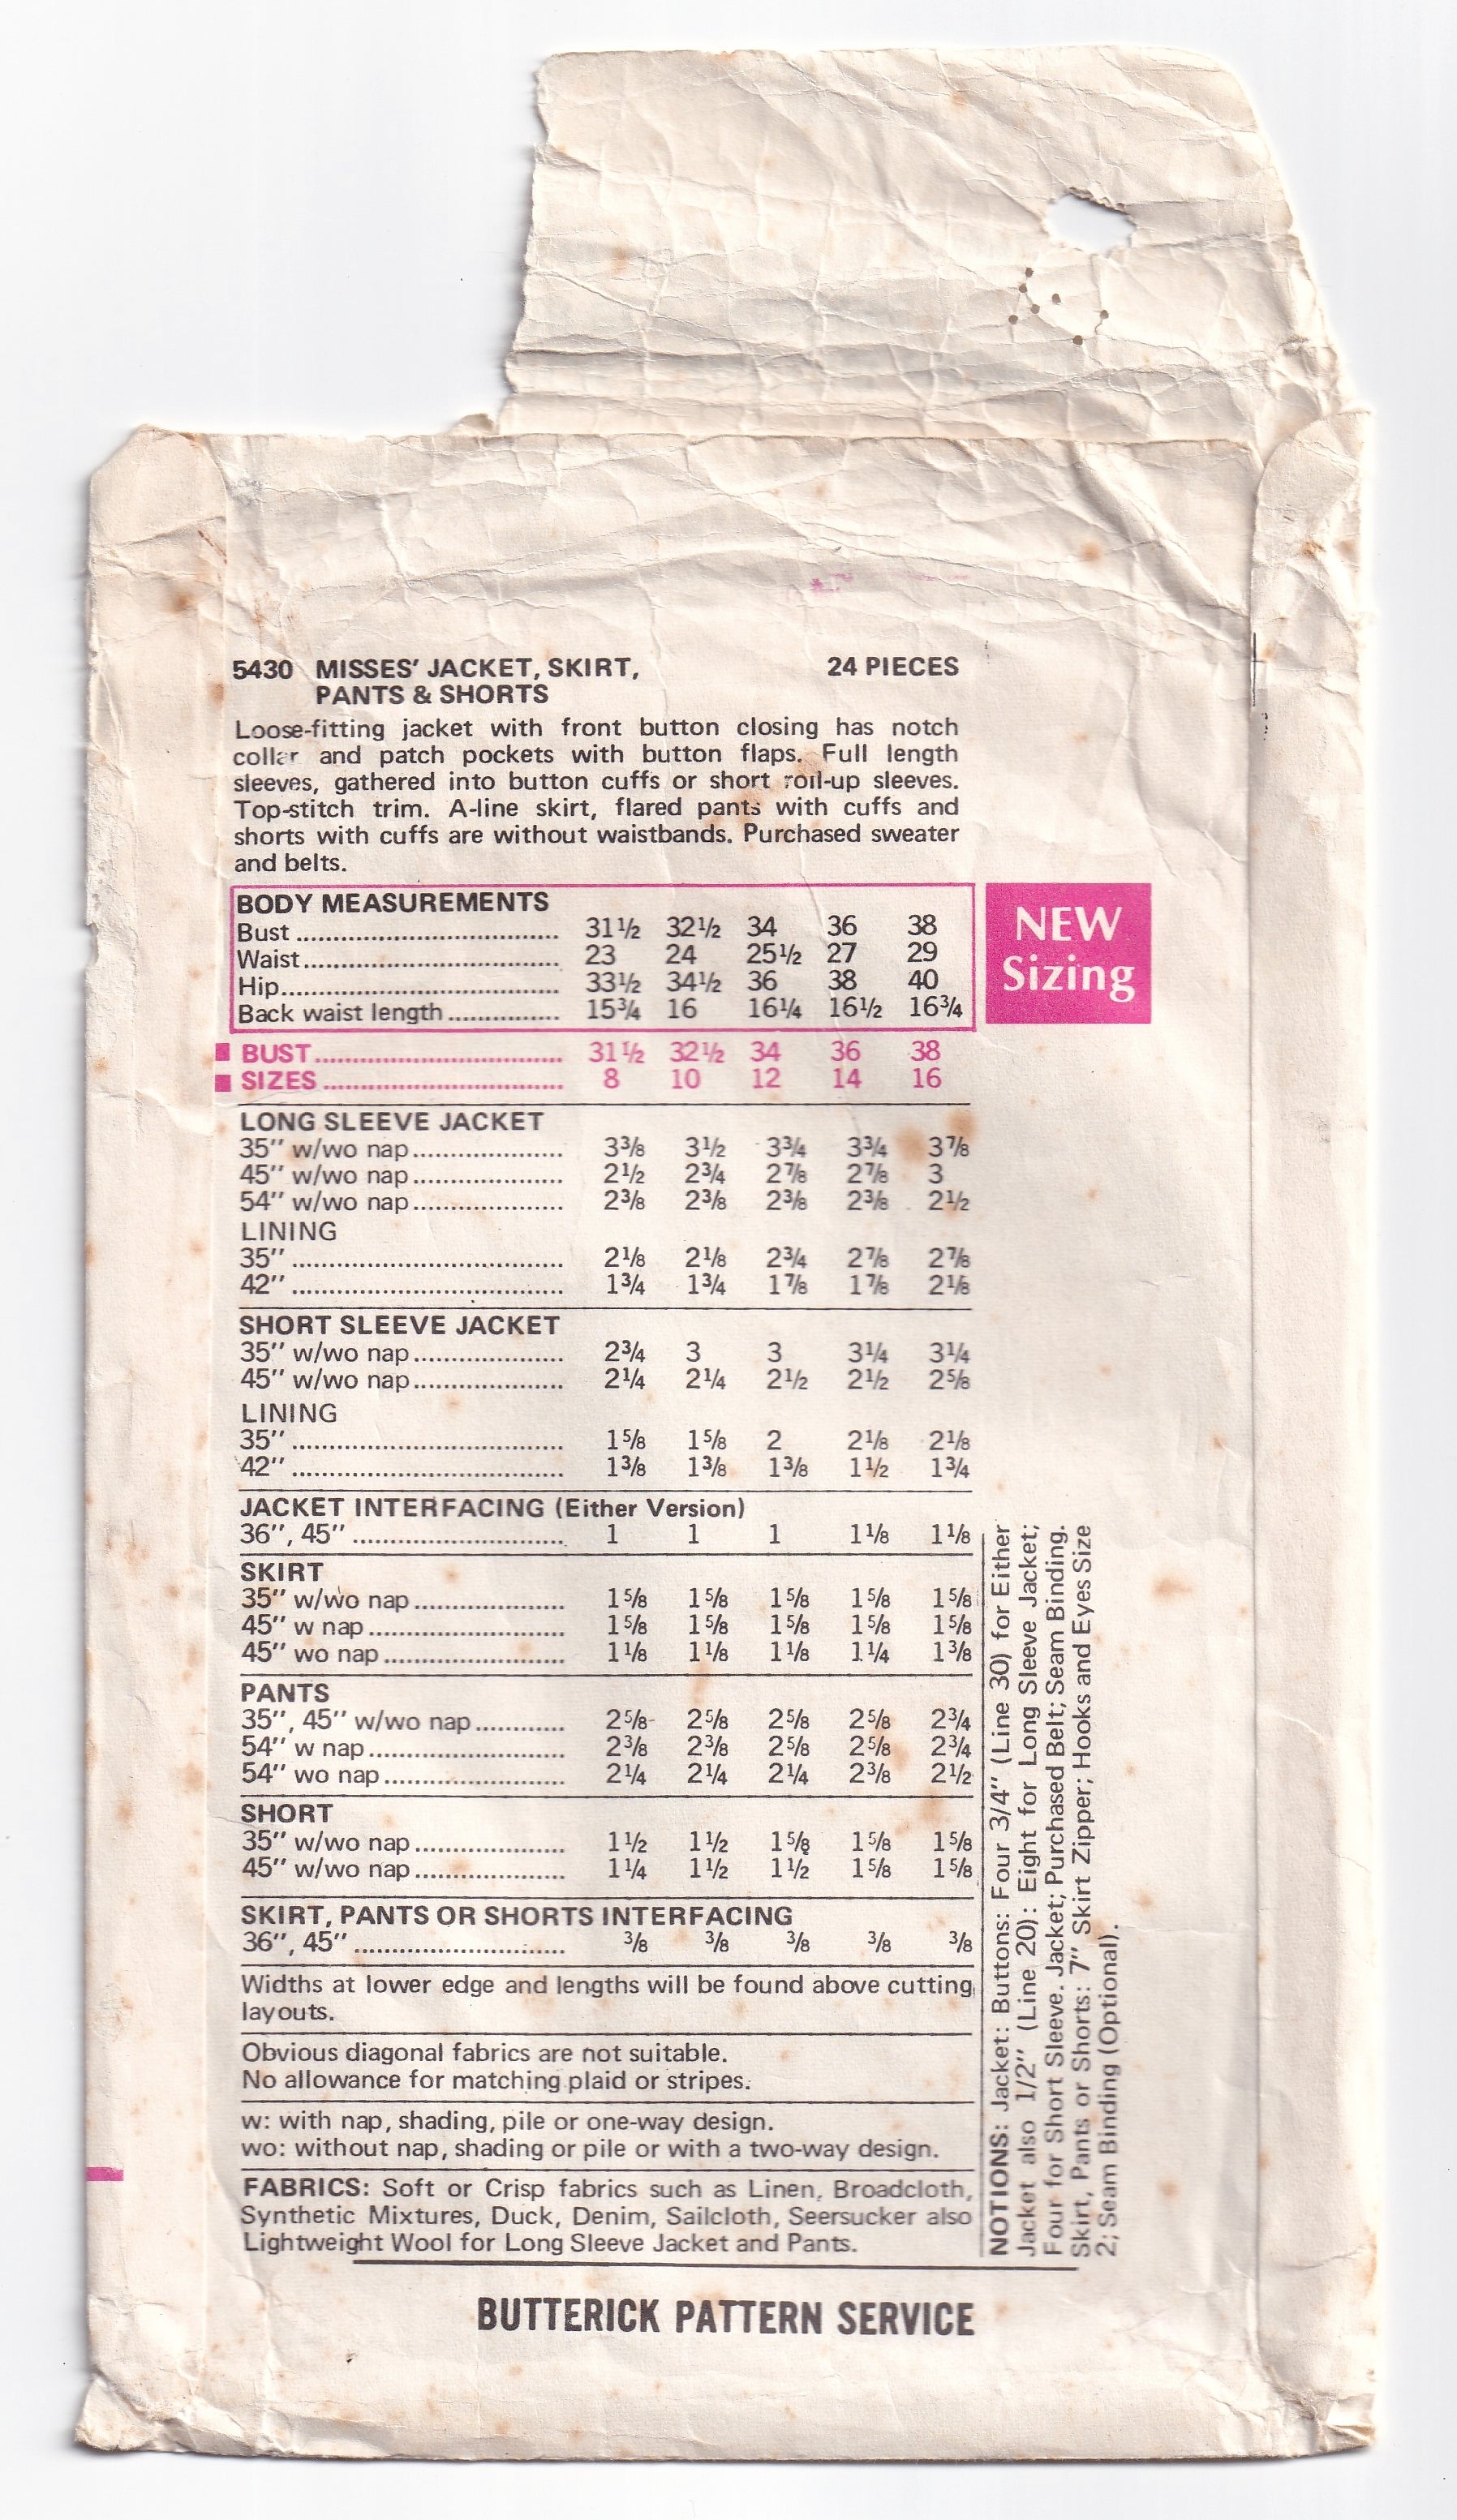 5430 MISSES' JACKET, SKIRT, 24 PIECES
PANTS & SHORTS
Loose-fitting jacket with front button closing has notch
collar and patch pockets with button flaps. Full length
sleeves, gathered into button cuffs or short roll-up sleeves.
Top-stitch trim. A-line skirt, flared pants with cuffs and
shorts with cuffs are without waistbands. Purchased sweater
and belts.
BODY MEASUREMENTS
Bust ................................... 31½ 32½ 34 36 38
Waist................................... 23 24 25½ 27 29
Hip...................................... 33½ 34½ 36 38 40
Back waist length ............... 15¾ 16 16¼ 16½ 16¾
NEW
Sizing
■ BUST................................. 31½ 32½ 34 36 38
■ SIZES ................................ 8 10 12 14 16
LONG SLEEVE JACKET
35" w/wo nap.................... 3⅜ 3½ 3¾ 3¾ 3⅞
45" w/wo nap.................... 2½ 2¾ 2⅞ 2⅞ 3
54" w/wo nap.................... 2⅜ 2⅜ 2⅜ 2⅜ 2½
LINING
35" .................................... 2⅛ 2⅛ 2¾ 2⅞ 2⅞
42" .................................... 1¾ 1¾ 1⅞ 1⅞ 2⅛
SHORT SLEEVE JACKET
35" w/wo nap.................... 2¾ 3 3 3¼ 3¼
45" w/wo nap.................... 2¼ 2¼ 2½ 2½ 2⅝
LINING
35" .................................... 1⅝ 1⅝ 2 2⅛ 2⅛
42" .................................... 1⅜ 1⅜ 1⅜ 1½ 1¾
JACKET INTERFACING (Either Version)
36", 45" ............................ 1 1 1 1⅛ 1⅛
SKIRT
35" w/wo nap.................... 1⅝ 1⅝ 1⅝ 1⅝ 1⅝
45" w nap .......................... 1⅝ 1⅝ 1⅝ 1⅝ 1⅝
45" wo nap ........................ 1⅛ 1⅛ 1⅛ 1¼ 1⅜
PANTS
35", 45" w/wo nap............ 2⅝ 2⅝ 2⅝ 2⅝ 2¾
54" w nap.......................... 2⅜ 2⅜ 2⅝ 2⅝ 2¾
54" wo nap........................ 2¼ 2¼ 2¼ 2⅜ 2½
SHORT
35" w/wo nap.................... 1½ 1½ 1⅝ 1⅝ 1⅝
45" w/wo nap.................... 1¼ 1½ 1½ 1⅝ 1⅝
SKIRT, PANTS OR SHORTS INTERFACING
36", 45"............................ ⅜ ⅜ ⅜ ⅜ ⅜
Widths at lower edge and lengths will be found above cutting
layouts.
Obvious diagonal fabrics are not suitable.
No allowance for matching plaid or stripes.
w: with nap, shading, pile or one-way design.
wo: without nap, shading or pile or with a two-way design.
FABRICS: Soft or Crisp fabrics such as Linen, Broadcloth,
Synthetic Mixtures, Duck, Denim, Sailcloth, Seersucker also
Lightweight Wool for Long Sleeve Jacket and Pants.
NOTIONS: Jacket: Buttons: Four 3/4" (Line 30) for Either
Jacket also 1/2" (Line 20): Eight for Long Sleeve Jacket;
Four for Short Sleeve. Jacket; Purchased Belt; Seam Binding.
Skirt, Pants or Shorts: 7" Skirt Zipper; Hooks and Eyes Size
2; Seam Binding (Optional).
BUTTERICK PATTERN SERVICE